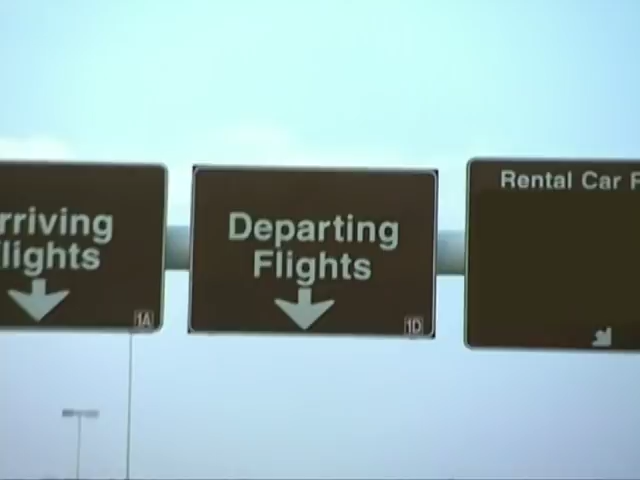 rriving
lights
1A
Departing
Flights
1D
Rental Car